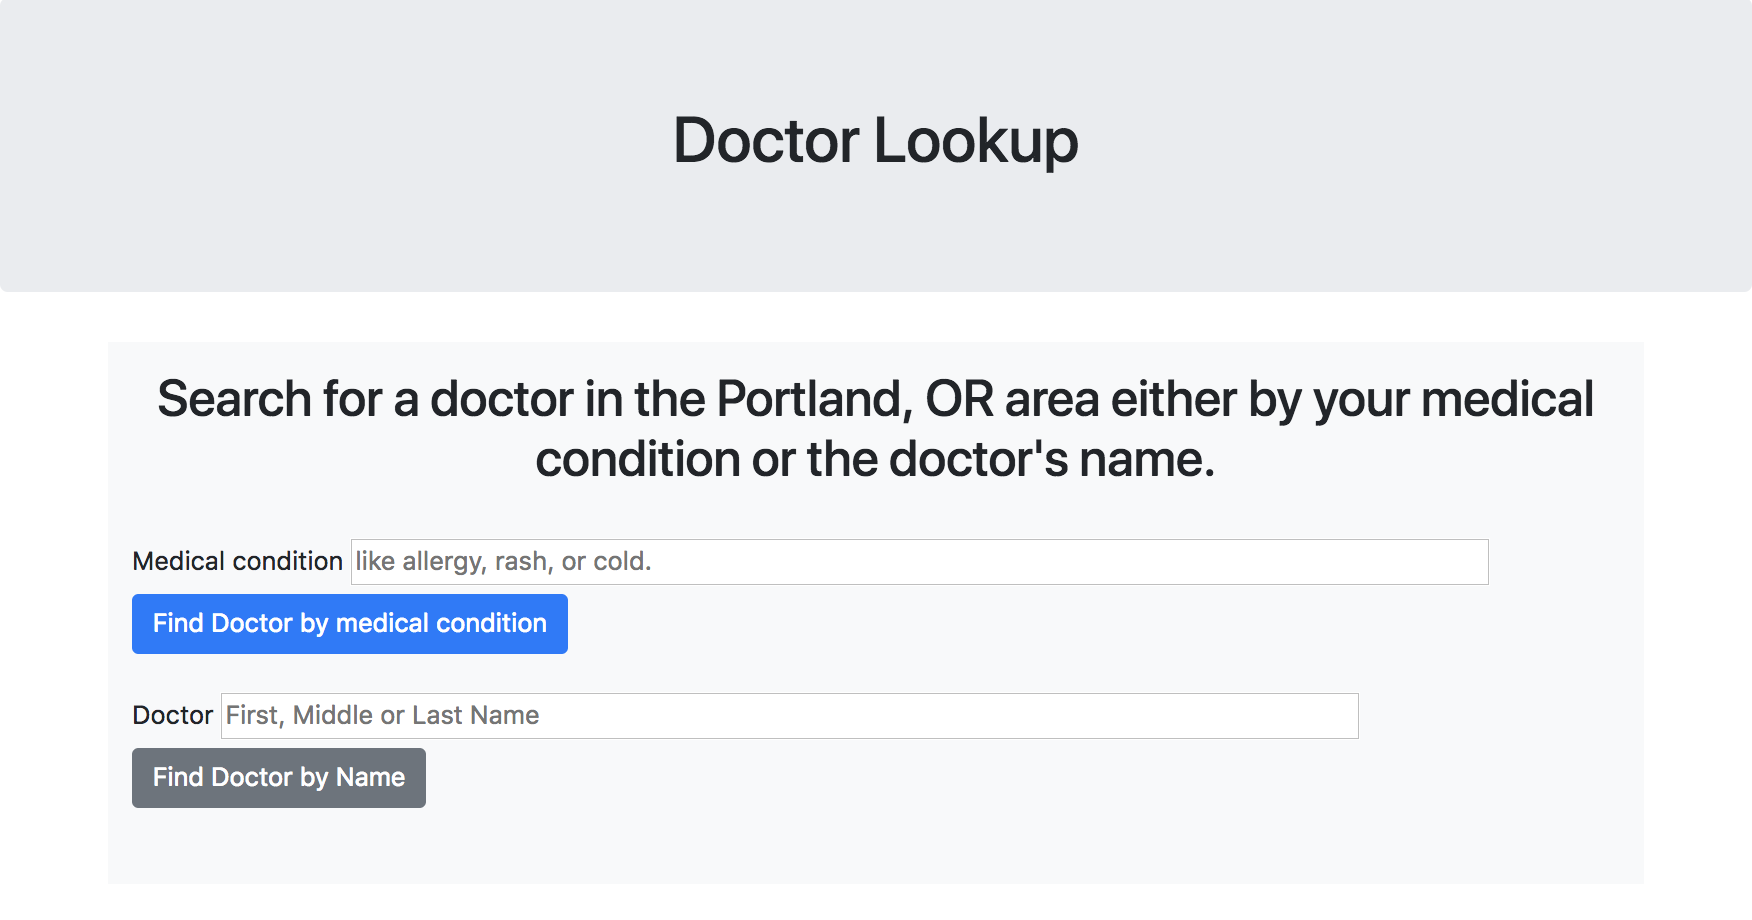 Doctor Lookup
Search for a doctor in the Portland, OR area either by your medical
condition or the doctor's name.
Medical condition like allergy, rash, or cold.
Find Doctor by medical condition
Doctor First, Middle or Last Name
Find Doctor by Name